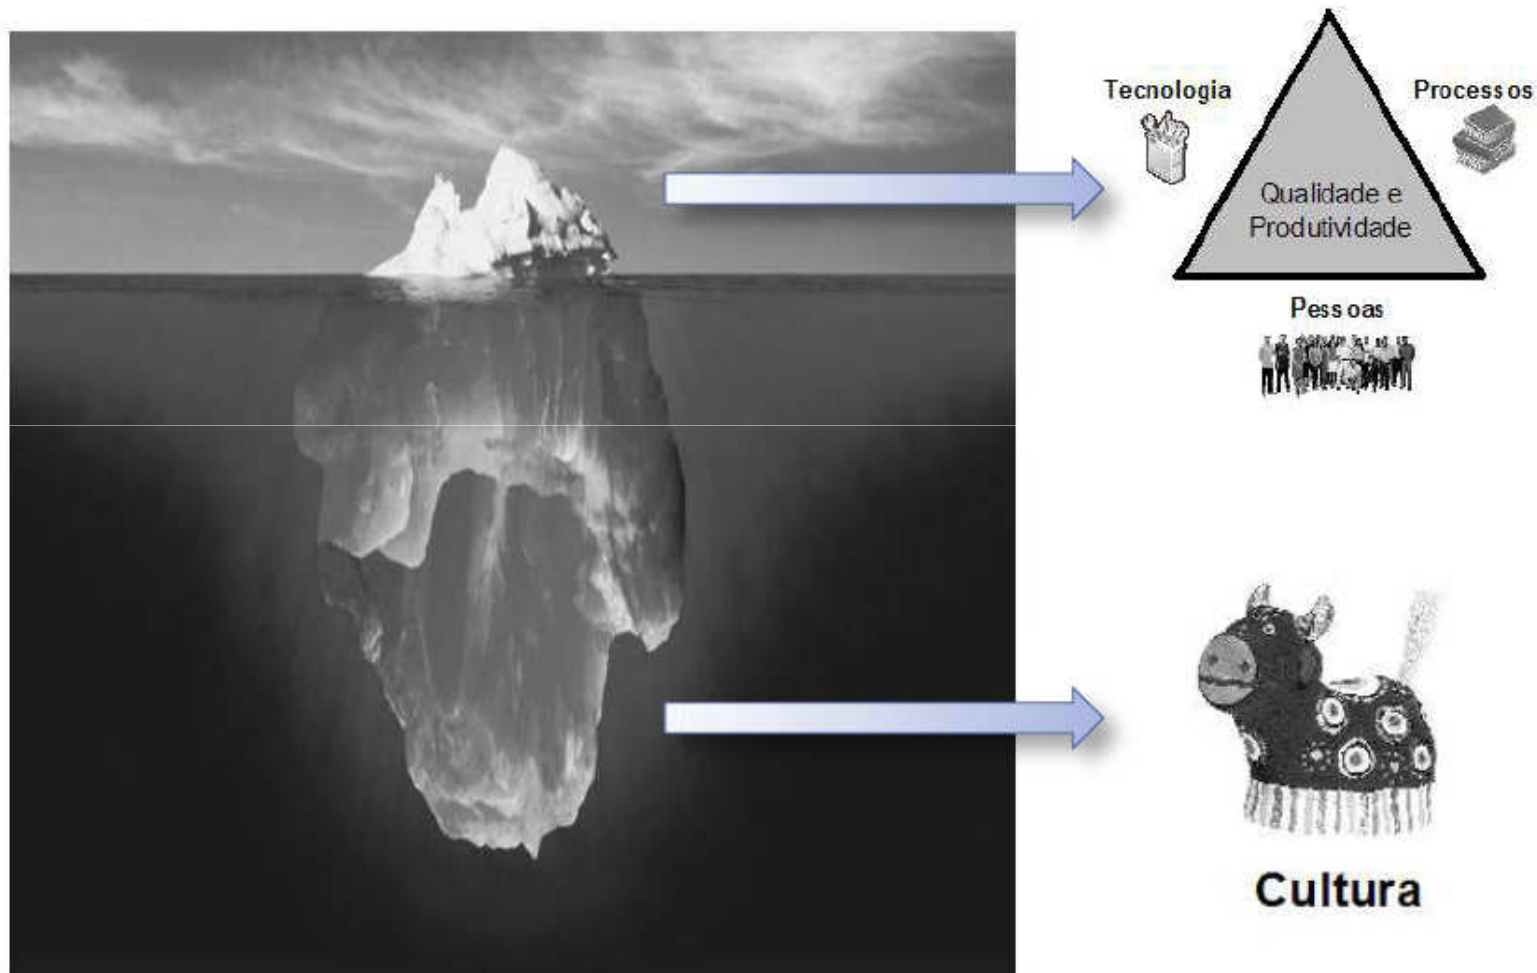 Tecnologia
Processos
Qualidade e
Produtividade
Pessoas
Cultura